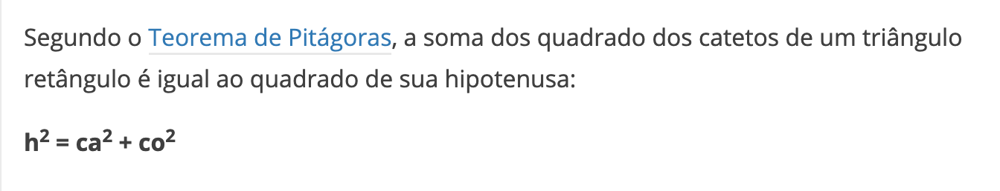 Segundo o Teorema de Pitágoras, a soma dos quadrado dos catetos de um triângulo
retângulo é igual ao quadrado de sua hipotenusa:
h² = ca² + co²